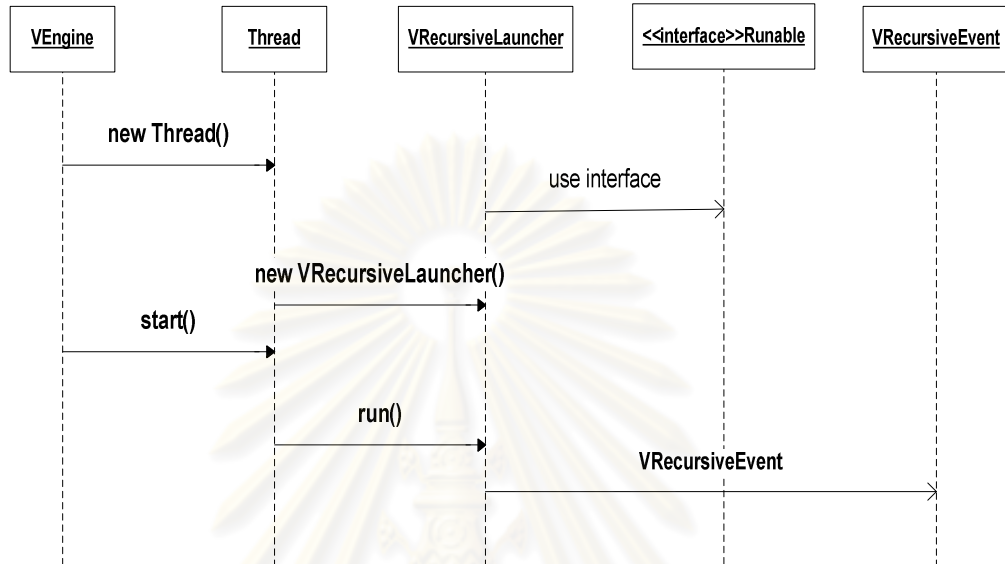 VEngine
Thread
VRecursiveLauncher
<<interface>>Runable
VRecursiveEvent
new Thread()
use interface
new VRecursiveLauncher()
start()
run()
VRecursiveEvent